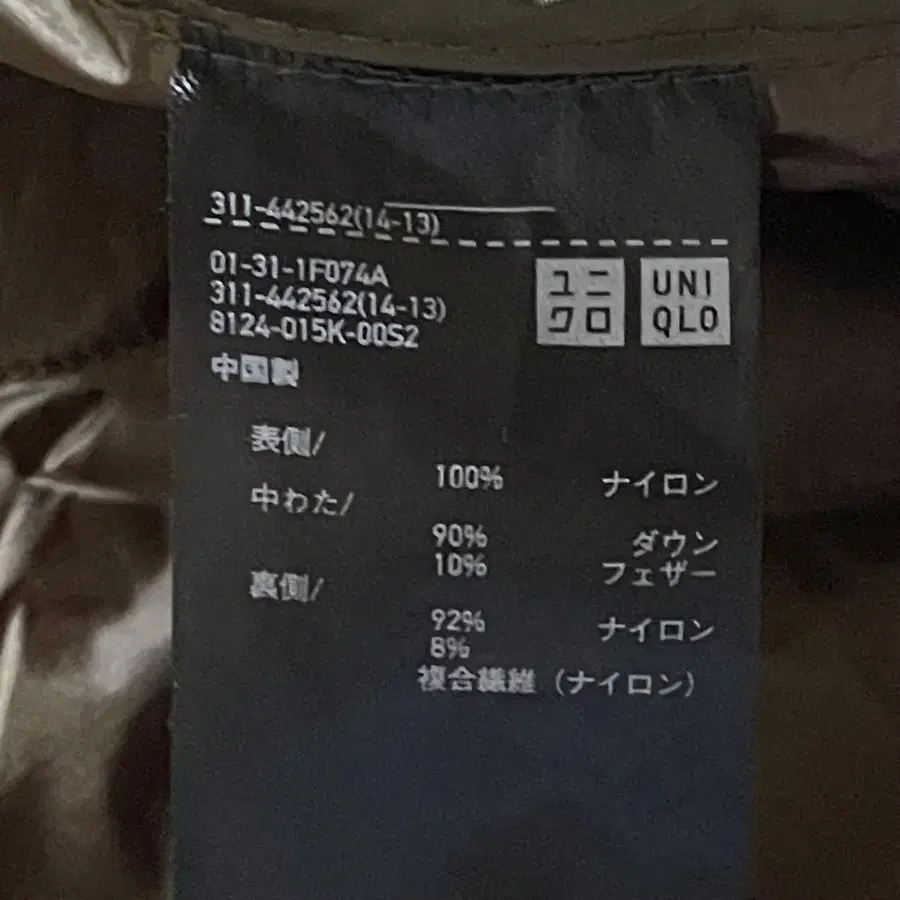 311-442562(14-13)
01-31-1F074A
311-442562(14-13)
8124-015K-00S2
中国製
ユニ
クロ
UNI
QLO
表側/
100% ナイロン
中わた/
90% ダウン
10% フェザー
裏側/
92% ナイロン
8%
複合繊維（ナイロン）